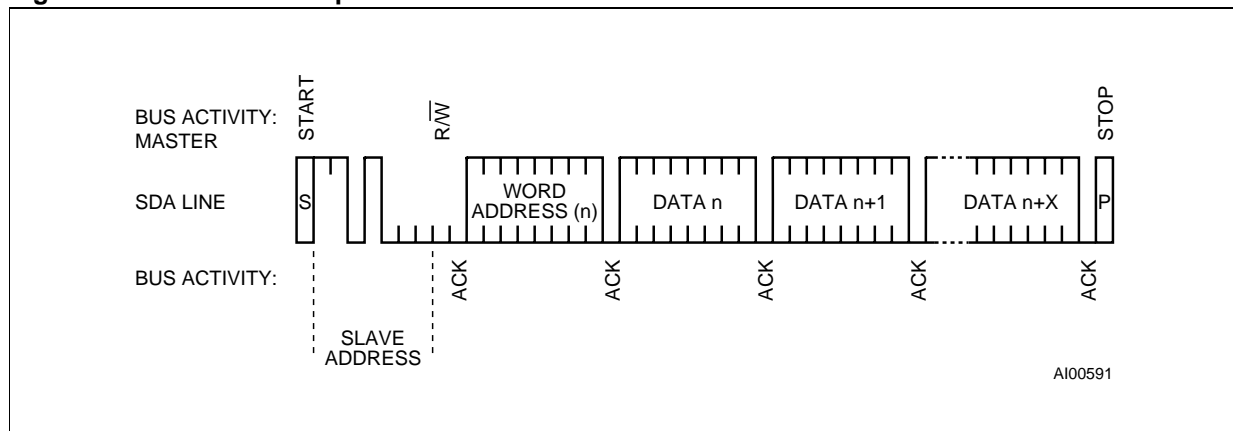 START
R/W
STOP
BUS ACTIVITY:
MASTER
SDA LINE
S
WORD
ADDRESS (n)
DATA n
DATA n+1
DATA n+X
P
BUS ACTIVITY:
ACK
ACK
ACK
ACK
ACK
SLAVE
ADDRESS
AI00591